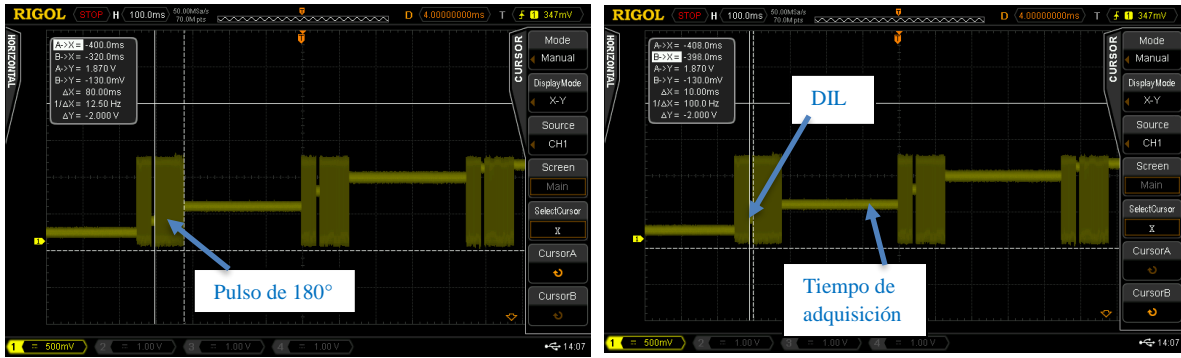 RIGOL STOP H 100.0ms 50.00MSa/s 70.0M pts D 4.00000000ms T 1 347mV
HORIZONTAL
A->X= -400.0ms
B->X= -320.0ms
A->Y= 1.870 V
B->Y= -130.0mV
ΔX= 80.00ms
1/ΔX= 12.50 Hz
ΔY= -2.000 V
T
1
Pulso de 180°
CURSOR
Mode
Manual
DisplayMode
X-Y
Source
CH1
Screen
Main
SelectCursor
X
CursorA
CursorB
1 = 500mV 2 = 1.00 V 3 = 1.00 V 4 = 1.00 V 14:07
RIGOL STOP H 100.0ms 50.00MSa/s 70.0M pts D 4.00000000ms T 1 347mV
HORIZONTAL
A->X= -408.0ms
B->X= -398.0ms
A->Y= 1.870 V
B->Y= -130.0mV
ΔX= 10.00ms
1/ΔX= 100.0 Hz
ΔY= -2.000 V
T
DIL
1
Tiempo de
adquisición
CURSOR
Mode
Manual
DisplayMode
X-Y
Source
CH1
Screen
Main
SelectCursor
X
CursorA
CursorB
1 = 500mV 2 = 1.00 V 3 = 1.00 V 4 = 1.00 V 14:07